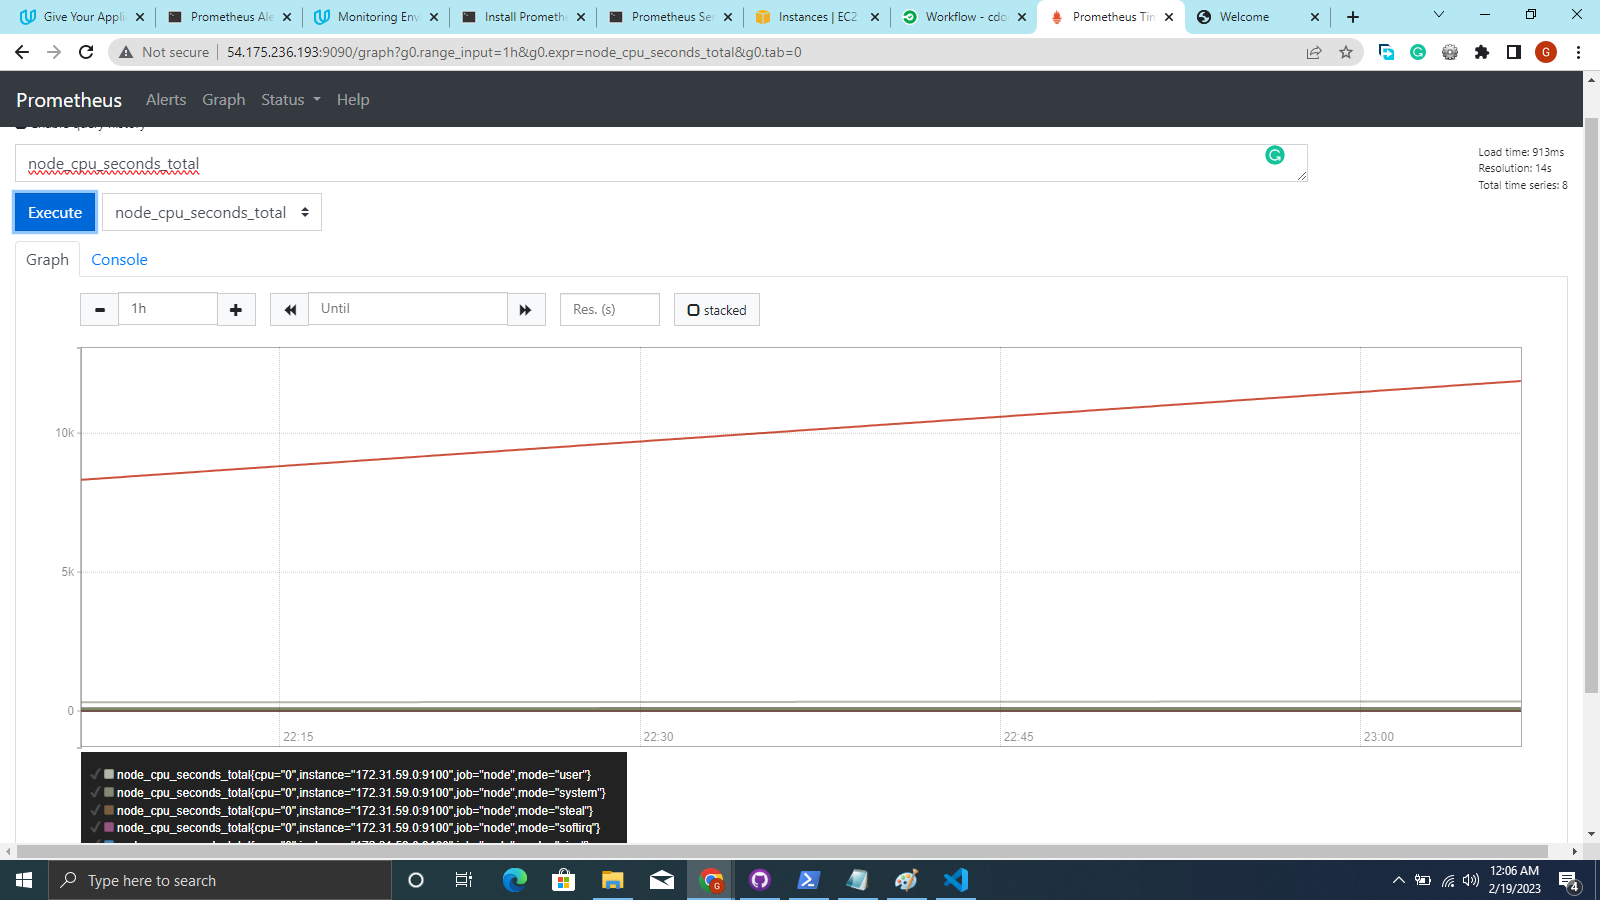 Give Your Appli
Prometheus Ale
Monitoring Env
Install Prometh
Prometheus Ser
Instances | EC2
Workflow - cdo
Prometheus Tim
Welcome
Not secure
54.175.236.193:9090/graph?g0.range_input=1h&g0.expr=node_cpu_seconds_total&g0.tab=0
G
Prometheus Alerts Graph Status Help
Enable query history
node_cpu_seconds_total
Load time: 913ms
Resolution: 14s
Total time series: 8
Execute
node_cpu_seconds_total
Graph Console
1h
Until
Res. (s)
stacked
10k
5k
0
22:15 22:30 22:45 23:00
node_cpu_seconds_total{cpu="0",instance="172.31.59.0:9100",job="node",mode="user"}
node_cpu_seconds_total{cpu="0",instance="172.31.59.0:9100",job="node",mode="system"}
node_cpu_seconds_total{cpu="0",instance="172.31.59.0:9100",job="node",mode="steal"}
node_cpu_seconds_total{cpu="0",instance="172.31.59.0:9100",job="node",mode="softirq"}
Type here to search
G
12:06 AM
2/19/2023
4